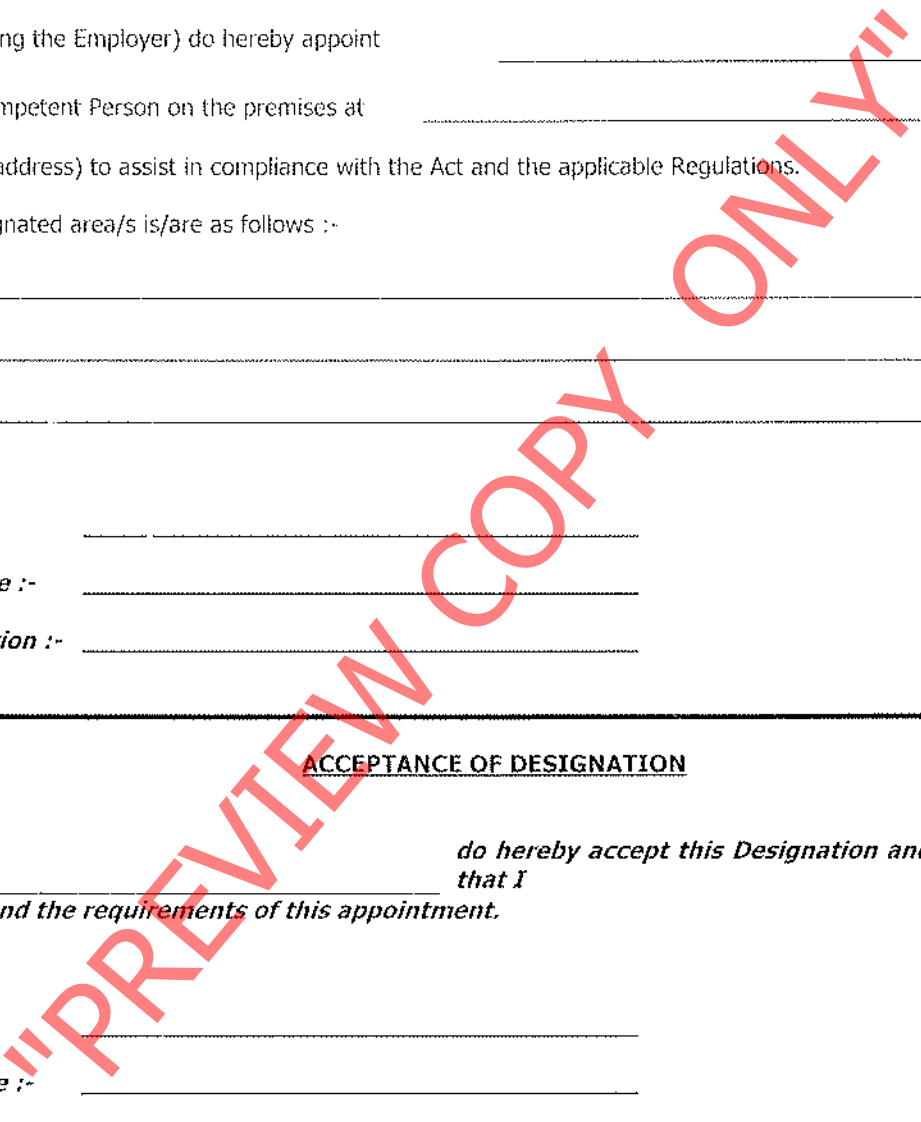 ng the Employer) do hereby appoint
mpetent Person on the premises at
address) to assist in compliance with the Act and the applicable Regulations.
gnated area/s is/are as follows :-
e :-
ion :-
ACCEPTANCE OF DESIGNATION
do hereby accept this Designation an
that I
nd the requirements of this appointment.
e :-
"PREVIEW COPY ONLY"